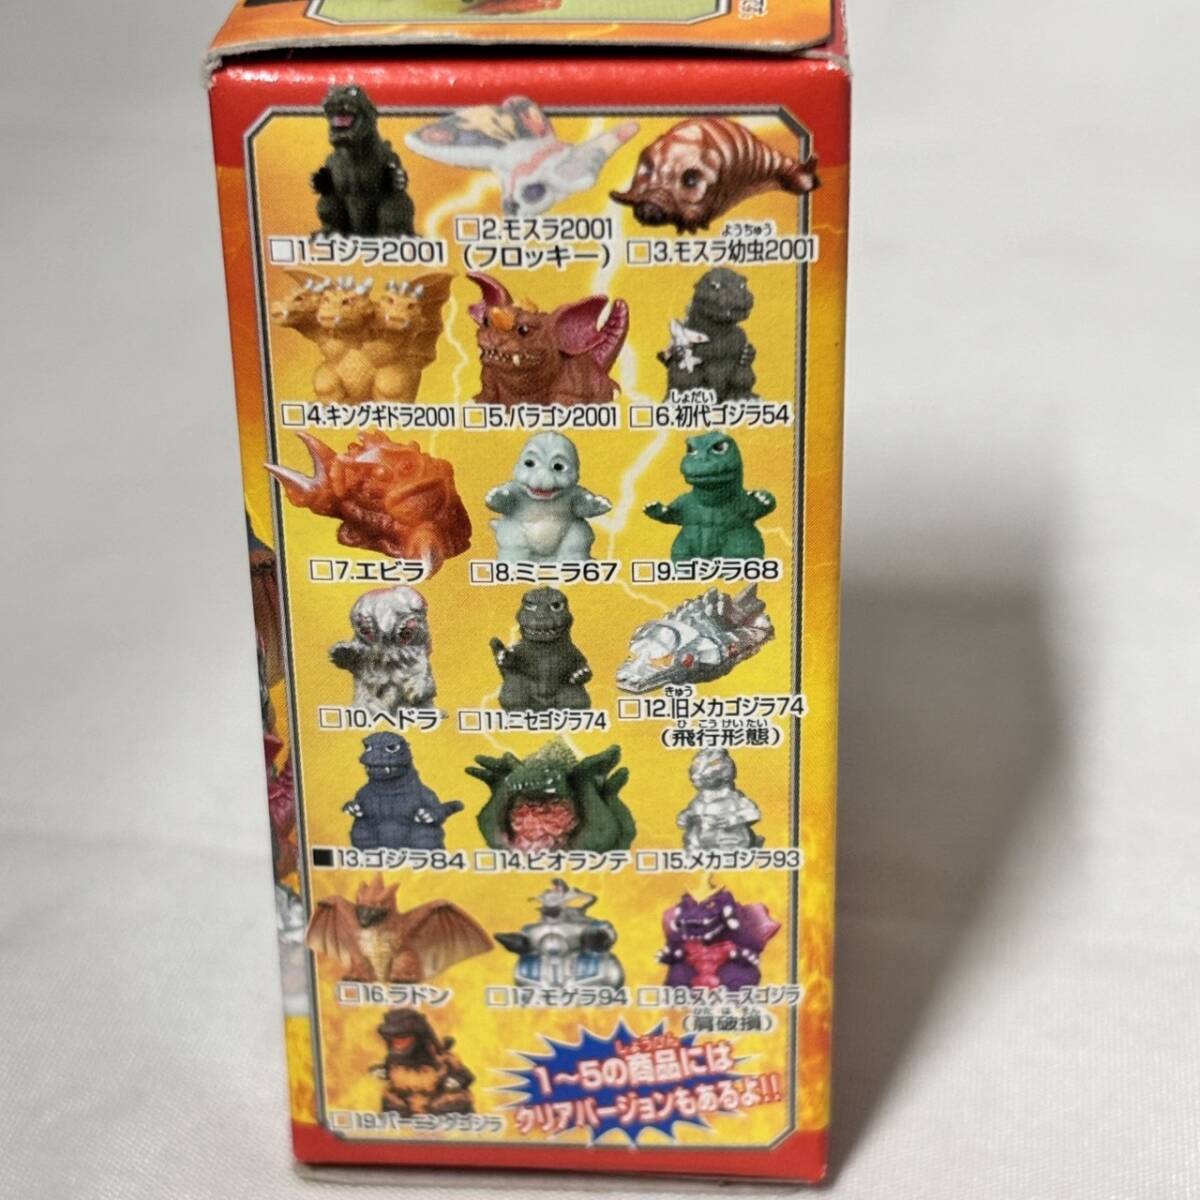 □1.ゴジラ2001
□2.モスラ2001
(フロッキー)
ようちゅう
□3.モスラ幼虫2001
□4.キングギドラ2001
□5.バラゴン2001
しょだい
□6.初代ゴジラ54
□7.エビラ
□8.ミニラ67
□9.ゴジラ68
□10.ヘドラ
□11.ニセゴジラ74
きゅう
□12.旧メカゴジラ74
ひこうけいたい
(飛行形態)
■13.ゴジラ84
□14.ビオランテ
□15.メカゴジラ93
□16.ラドン
□17.モゲラ94
□18.スペースゴジラ
かたはそん
(肩破損)
□19.バーニングゴジラ
しょうひん
1~5の商品には
クリアバージョンもあるよ!!